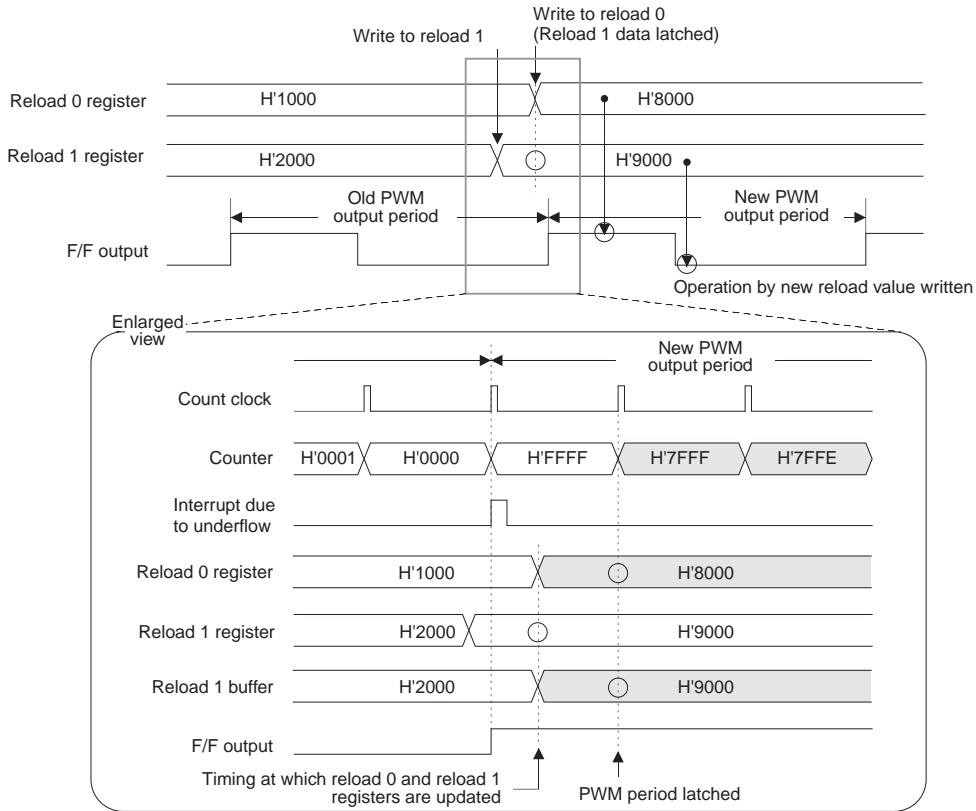 Write to reload 1
Write to reload 0
(Reload 1 data latched)
Reload 0 register
H'1000
H'8000
Reload 1 register
H'2000
H'9000
Old PWM
output period
New PWM
output period
F/F output
Operation by new reload value written
Enlarged
view
New PWM
output period
Count clock
Counter
H'0001
H'0000
H'FFFF
H'7FFF
H'7FFE
Interrupt due
to underflow
Reload 0 register
H'1000
H'8000
Reload 1 register
H'2000
H'9000
Reload 1 buffer
H'2000
H'9000
F/F output
Timing at which reload 0 and reload 1
registers are updated
PWM period latched